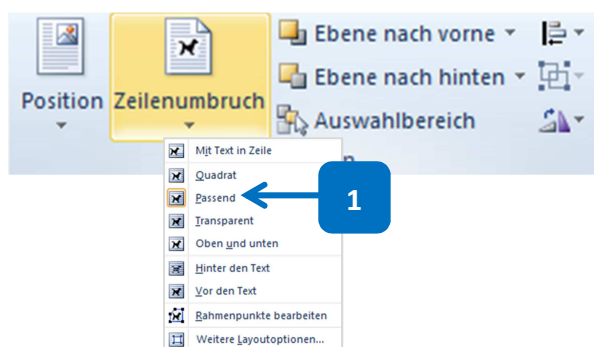 Position
Zeilenumbruch
Ebene nach vorne
Ebene nach hinten
Auswahlbereich
Mit Text in Zeile
Quadrat
Passend
1
Transparent
Oben und unten
Hinter den Text
Vor den Text
Rahmenpunkte bearbeiten
Weitere Layoutoptionen...